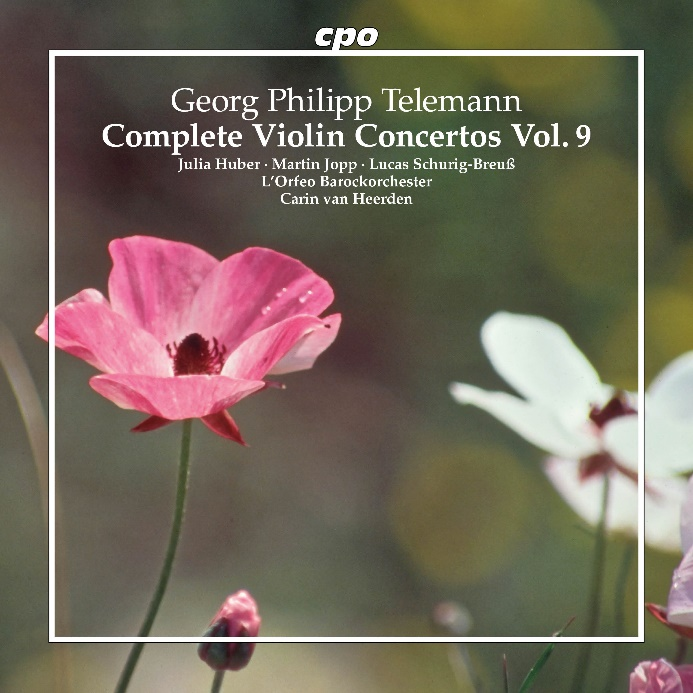 cpo
Georg Philipp Telemann
Complete Violin Concertos Vol. 9
Julia Huber · Martin Jopp · Lucas Schurig-Breuß
L'Orfeo Barockorchester
Carin van Heerden